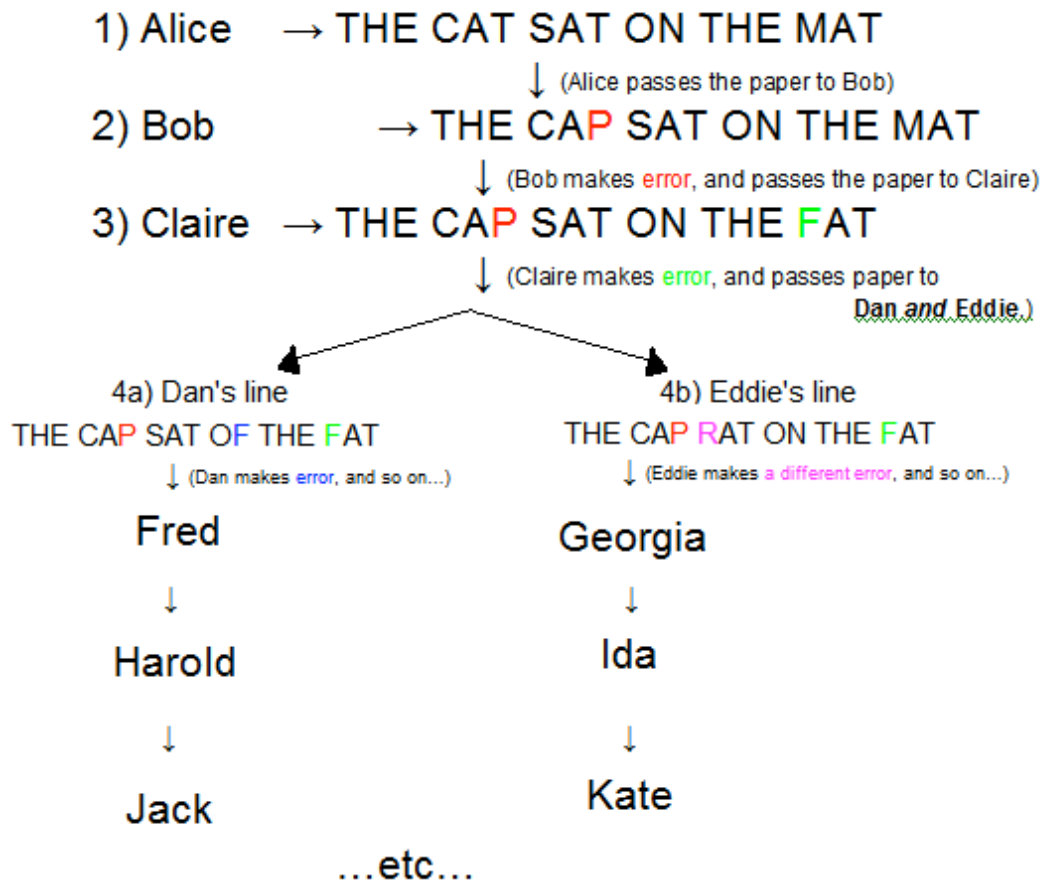 1) Alice → THE CAT SAT ON THE MAT
↓ (Alice passes the paper to Bob)
2) Bob → THE CAP SAT ON THE MAT
↓ (Bob makes error, and passes the paper to Claire)
3) Claire → THE CAP SAT ON THE FAT
↓ (Claire makes error, and passes paper to
Dan and Eddie.)
4a) Dan's line
THE CAP SAT OF THE FAT
↓ (Dan makes error, and so on...)
Fred
↓
Harold
↓
Jack
4b) Eddie's line
THE CAP RAT ON THE FAT
↓ (Eddie makes a different error, and so on...)
Georgia
↓
Ida
↓
Kate
...etc...